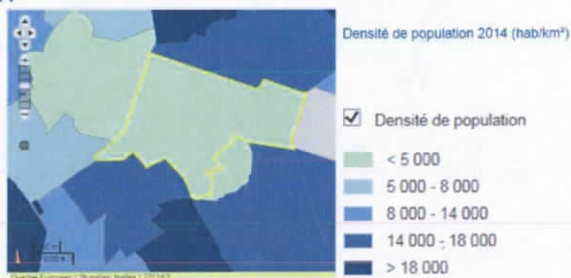 Densité de population 2014 (hab/km²)
Densité de population
< 5 000
5 000 - 8 000
8 000 - 14 000
14 000 - 18 000
> 18 000